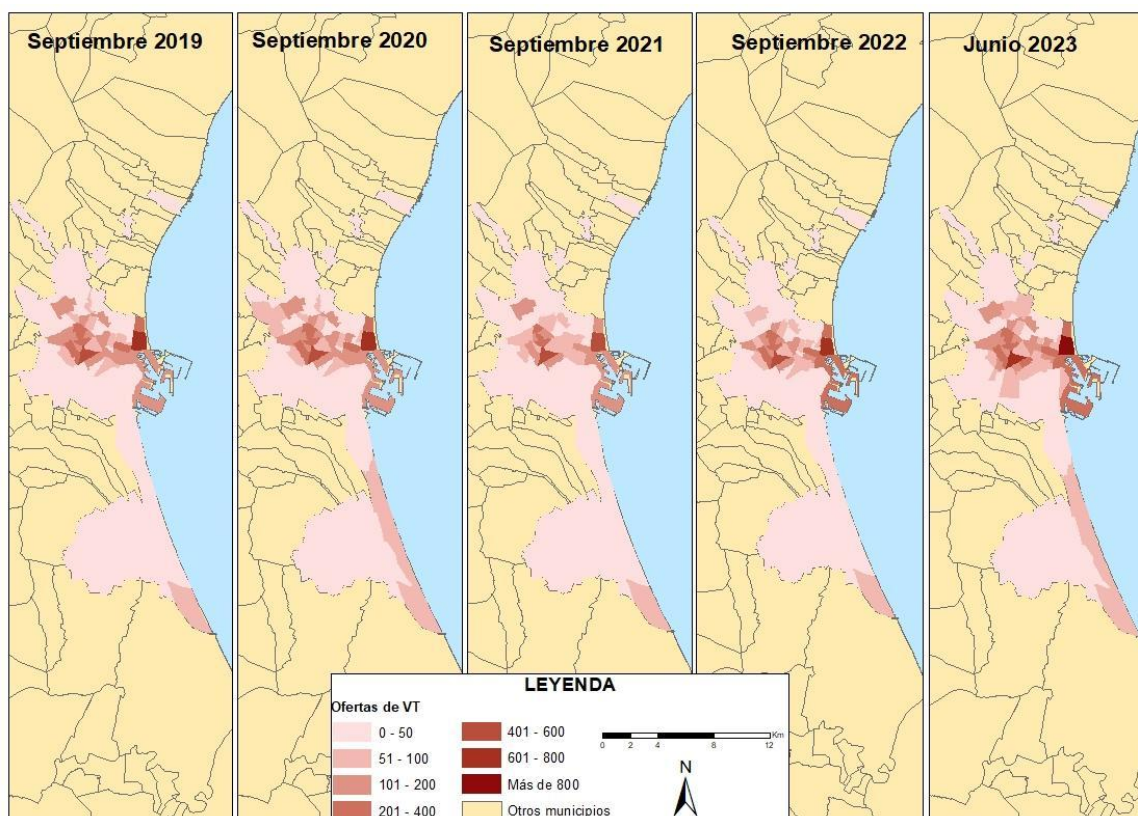 Septiembre 2019
Septiembre 2020
Septiembre 2021
Septiembre 2022
Junio 2023
LEYENDA
Ofertas de VT
0 - 50
51 - 100
101 - 200
201 - 400
401 - 600
601 - 800
Más de 800
Otros municipios
0 2 4 8 12 Km
N